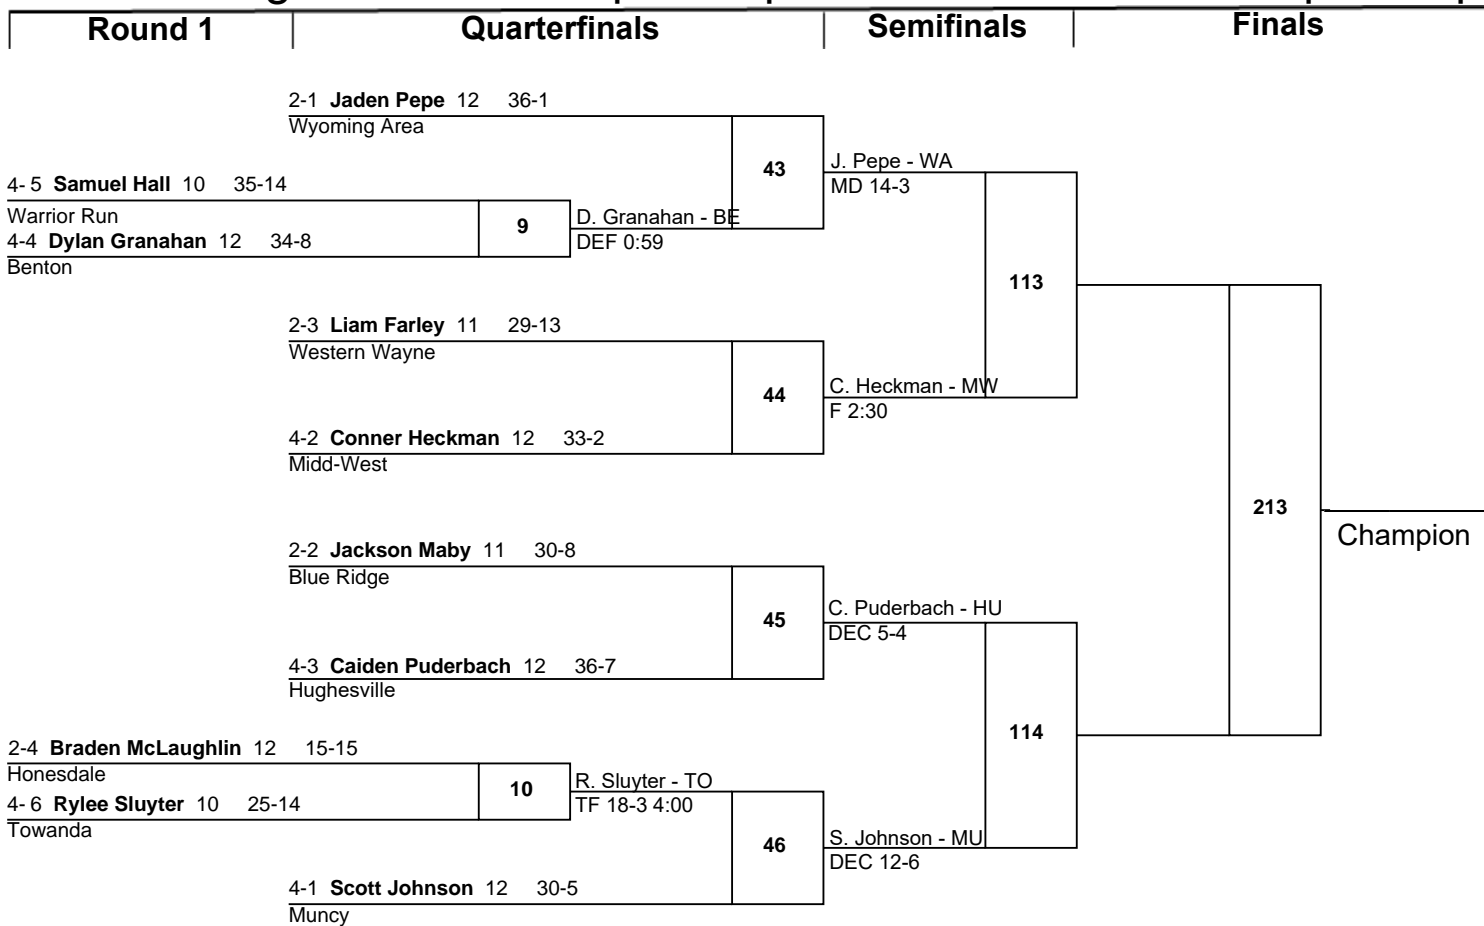 Round 1
Quarterfinals
Semifinals
Finals
2-1 Jaden Pepe 12 36-1
Wyoming Area
43
J. Pepe - WA
MD 14-3
4- 5 Samuel Hall 10 35-14
Warrior Run
9
D. Granahan - BE
DEF 0:59
4-4 Dylan Granahan 12 34-8
Benton
113
2-3 Liam Farley 11 29-13
Western Wayne
44
C. Heckman - MW
F 2:30
4-2 Conner Heckman 12 33-2
Midd-West
213
Champion
2-2 Jackson Maby 11 30-8
Blue Ridge
45
C. Puderbach - HU
DEC 5-4
4-3 Caiden Puderbach 12 36-7
Hughesville
114
2-4 Braden McLaughlin 12 15-15
Honesdale
10
R. Sluyter - TO
TF 18-3 4:00
4- 6 Rylee Sluyter 10 25-14
Towanda
46
S. Johnson - MU
DEC 12-6
4-1 Scott Johnson 12 30-5
Muncy